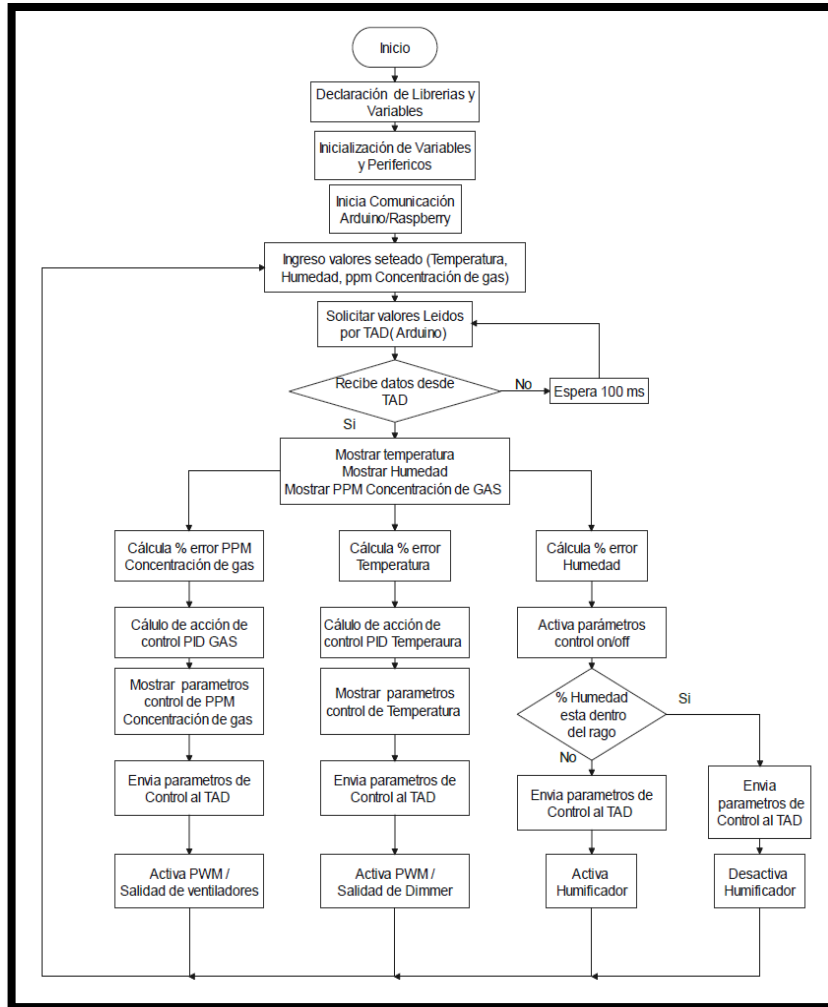 Inicio
Declaración de Librerias y
Variables
Inicialización de Variables
y Perifericos
Inicia Comunicación
Arduino/Raspberry
Ingreso valores seteado (Temperatura,
Humedad, ppm Concentración de gas)
Solicitar valores Leidos
por TAD( Arduino)
Recibe datos desde
TAD
No
Espera 100 ms
Si
Mostrar temperatura
Mostrar Humedad
Mostrar PPM Concentración de GAS
Cálcula % error PPM
Concentración de gas
Cálcula % error
Temperatura
Cálcula % error
Humedad
Cálulo de acción de
control PID GAS
Cálulo de acción de
control PID Temperaura
Activa parámetros
control on/off
Mostrar parametros
control de PPM
Concentración de gas
Mostrar parametros
control de Temperatura
% Humedad
esta dentro
del rago
Si
No
Envia parametros de
Control al TAD
Envia parametros de
Control al TAD
Envia parametros de
Control al TAD
Envia
parametros de
Control al TAD
Activa PWM /
Salidad de ventiladores
Activa PWM /
Salidad de Dimmer
Activa
Humificador
Desactiva
Humificador